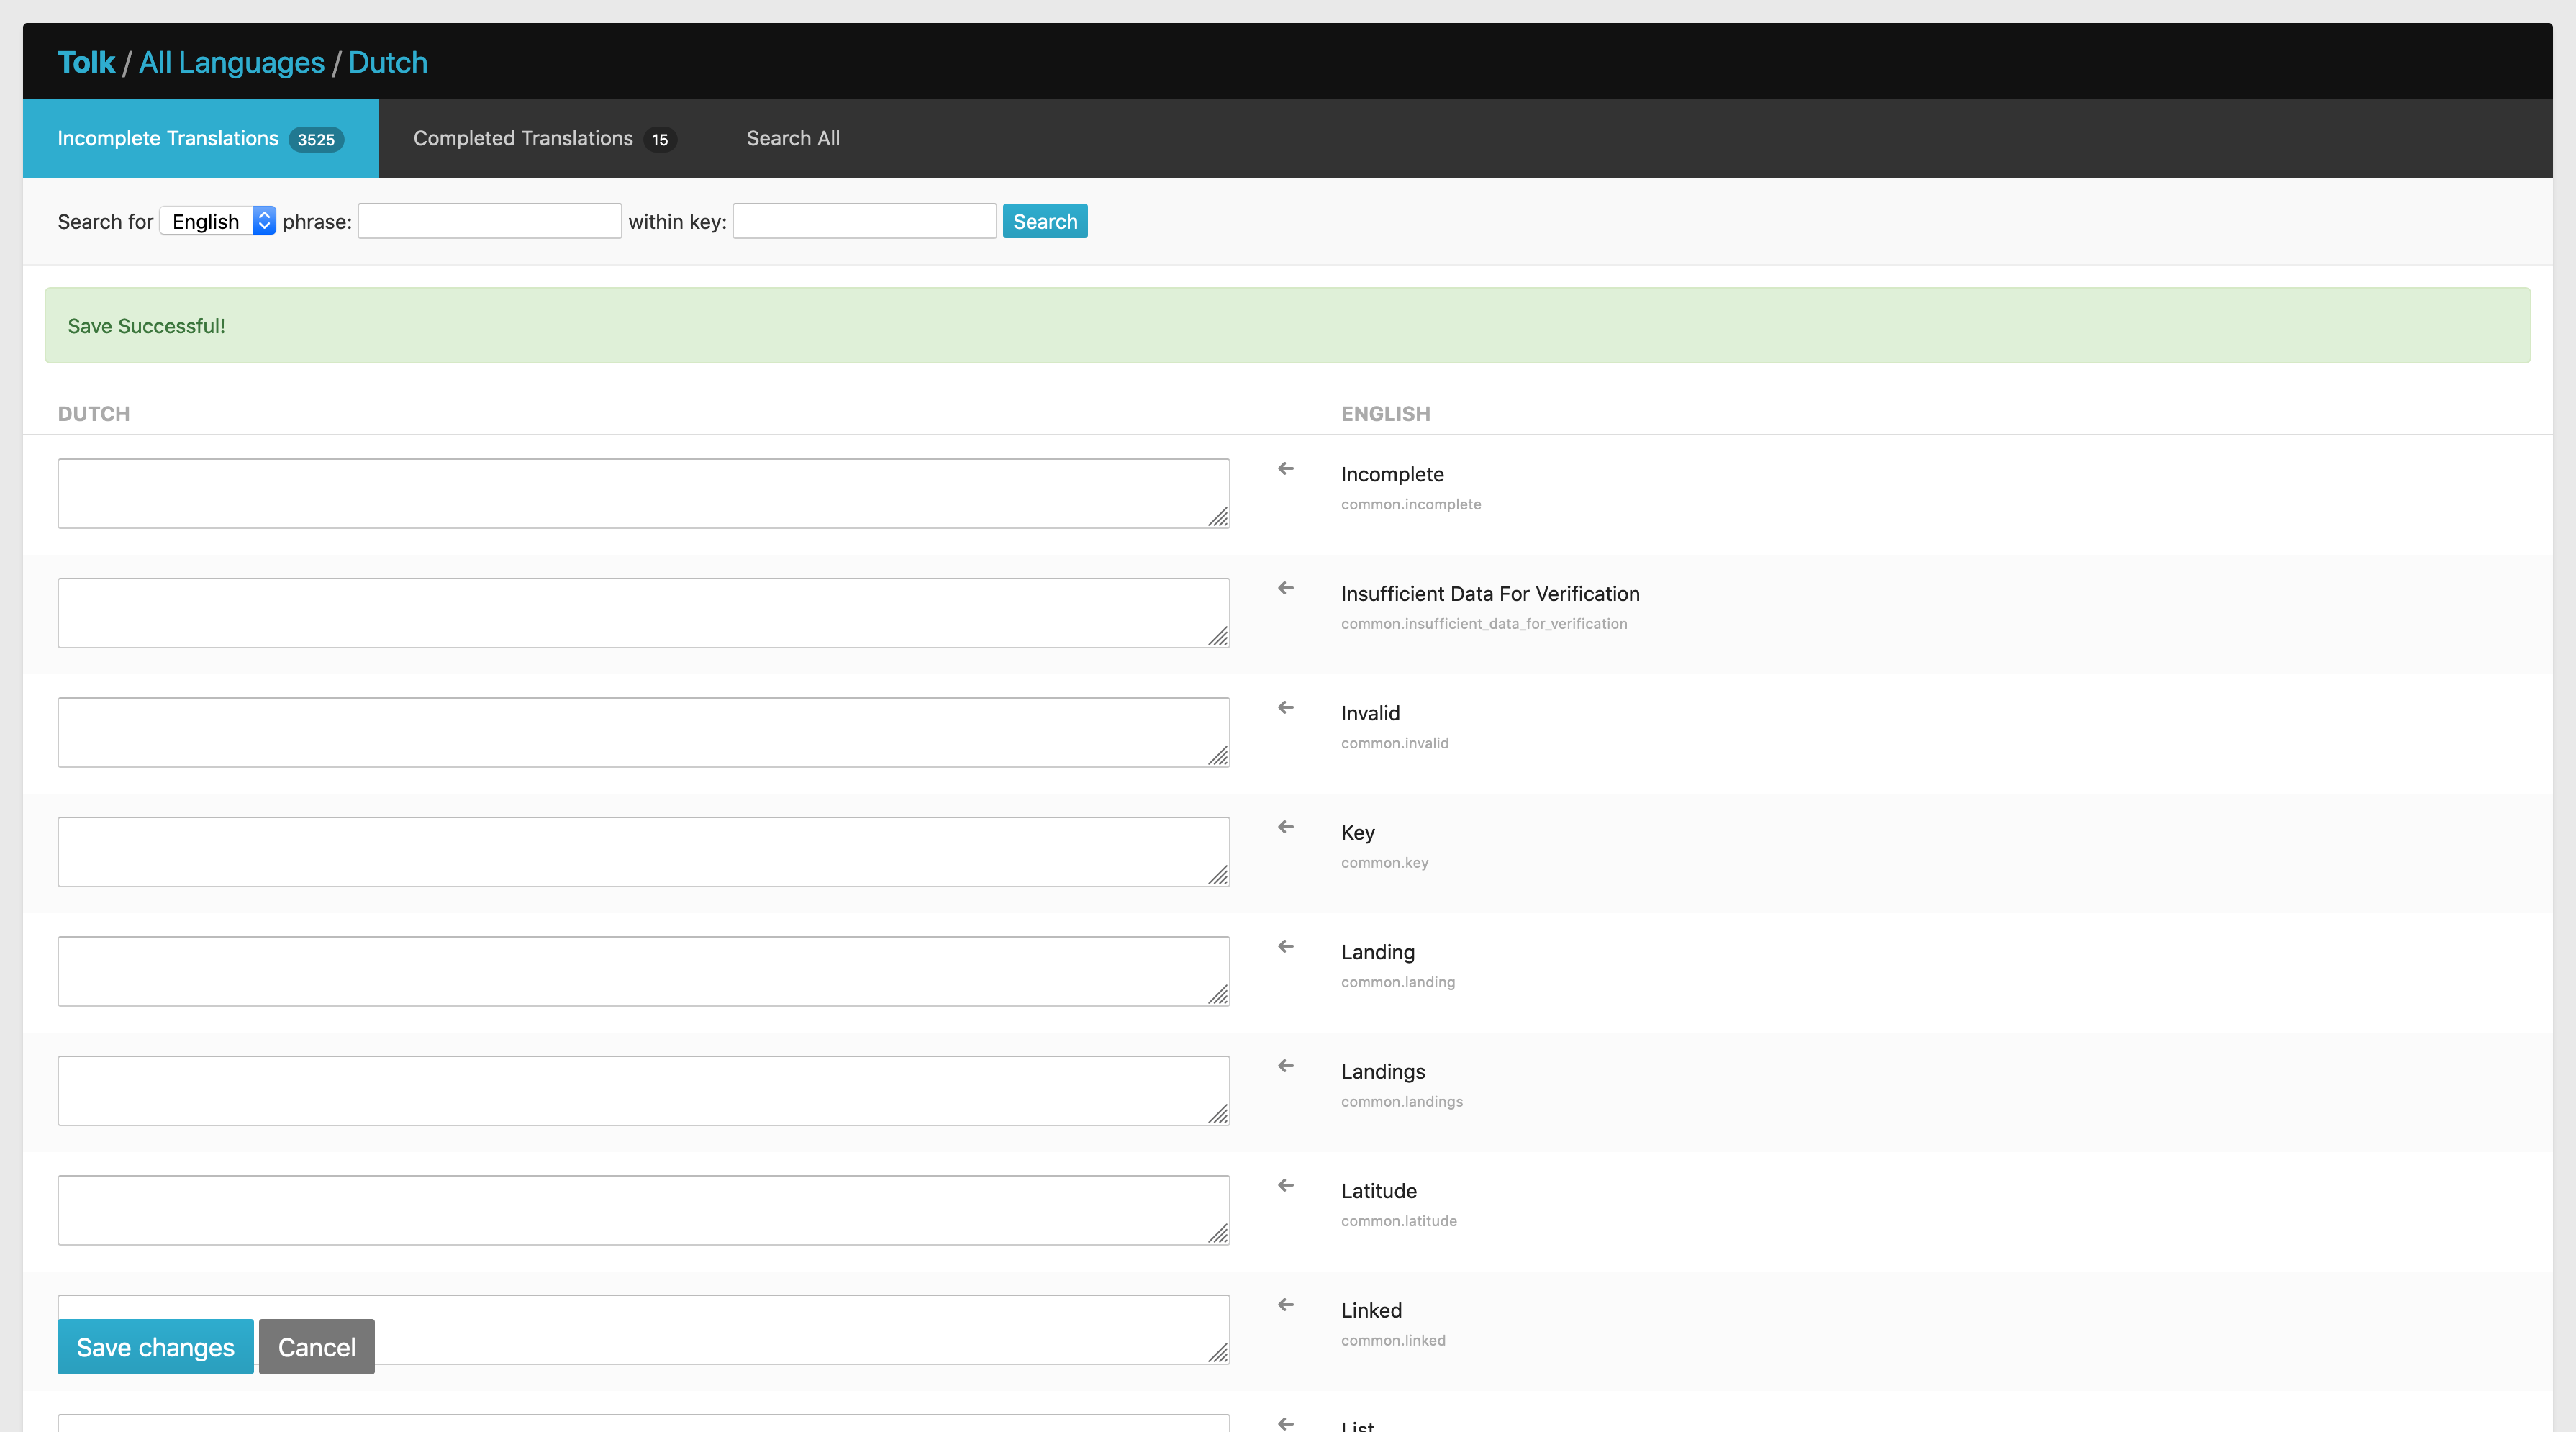 Tolk / All Languages / Dutch
Incomplete Translations 3525 Completed Translations 15 Search All
Search for English phrase: within key: Search
Save Successful!
DUTCH ENGLISH
Incomplete
common.incomplete
Insufficient Data For Verification
common.insufficient_data_for_verification
Invalid
common.invalid
Key
common.key
Landing
common.landing
Landings
common.landings
Latitude
common.latitude
Linked
common.linked
Save changes Cancel
List